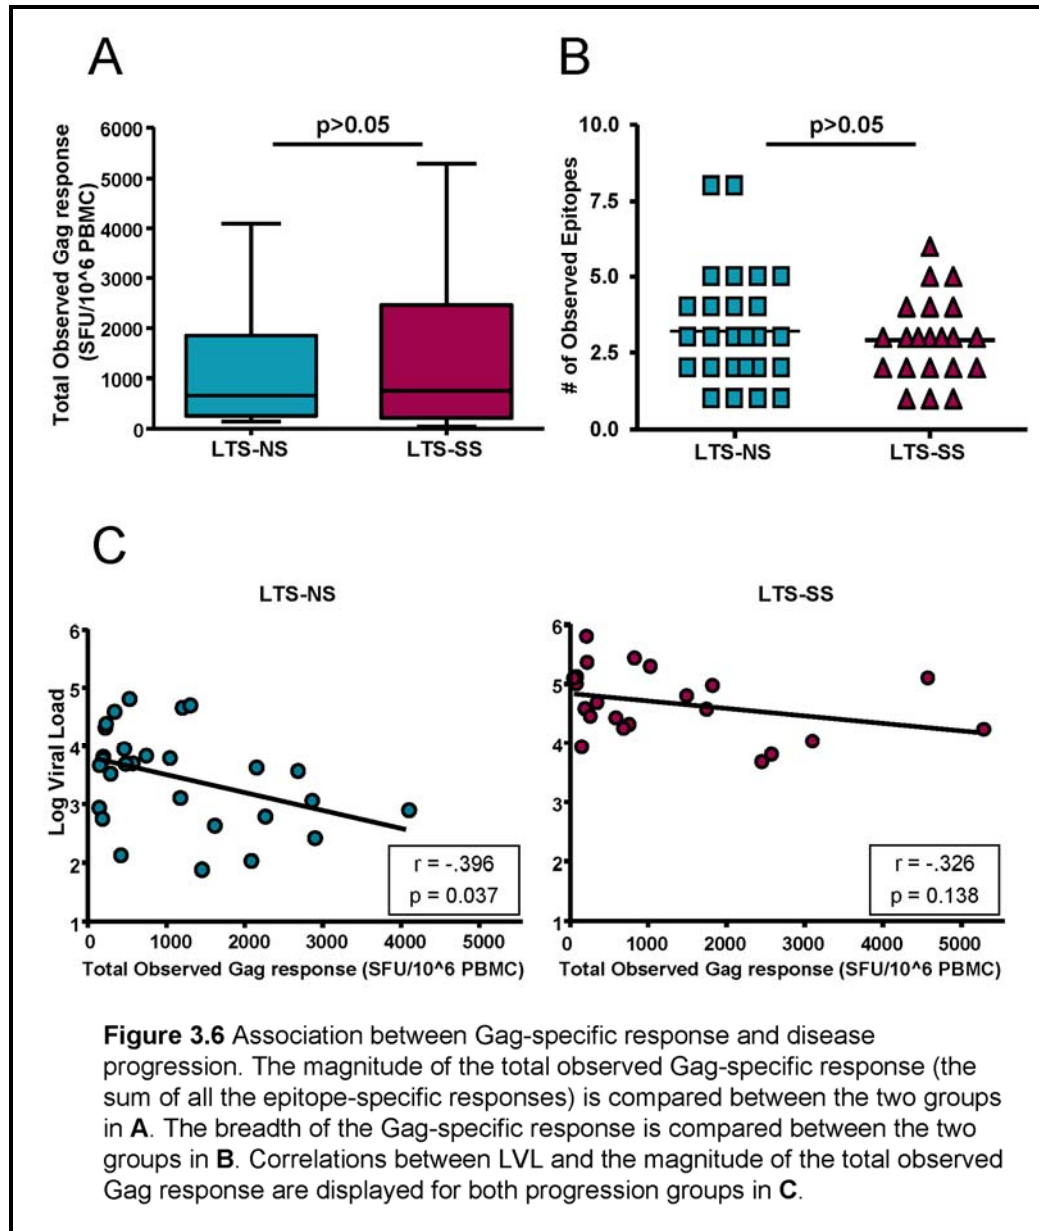 A
B
Total Observed Gag response
(SFU/10^6 PBMC)
6000
5000
4000
3000
2000
1000
0
p>0.05
LTS-NS
LTS-SS
# of Observed Epitopes
10.0
7.5
5.0
2.5
0.0
p>0.05
LTS-NS
LTS-SS
C
LTS-NS
Log Viral Load
6
5
4
3
2
1
r = -.396
p = 0.037
0 1000 2000 3000 4000 5000
Total Observed Gag response (SFU/10^6 PBMC)
LTS-SS
6
5
4
3
2
1
r = -.326
p = 0.138
0 1000 2000 3000 4000 5000
Total Observed Gag response (SFU/10^6 PBMC)
Figure 3.6 Association between Gag-specific response and disease
progression. The magnitude of the total observed Gag-specific response (the
sum of all the epitope-specific responses) is compared between the two groups
in A. The breadth of the Gag-specific response is compared between the two
groups in B. Correlations between LVL and the magnitude of the total observed
Gag response are displayed for both progression groups in C.